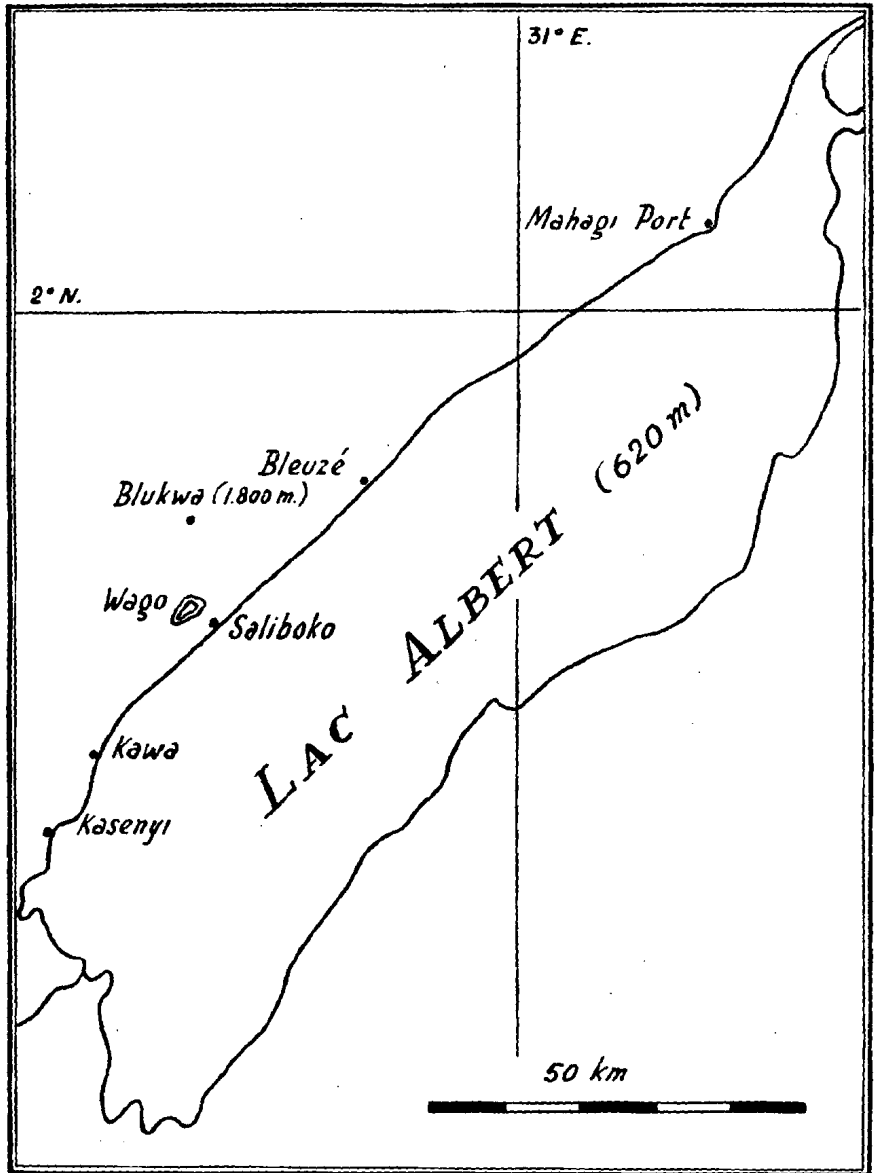 31° E.
Mahagi Port
2° N.
Bleuzé
Blukwa (1.800 m.)
Wago
Saliboko
LAC ALBERT (620 m)
Kawa
Kasenyi
50 km